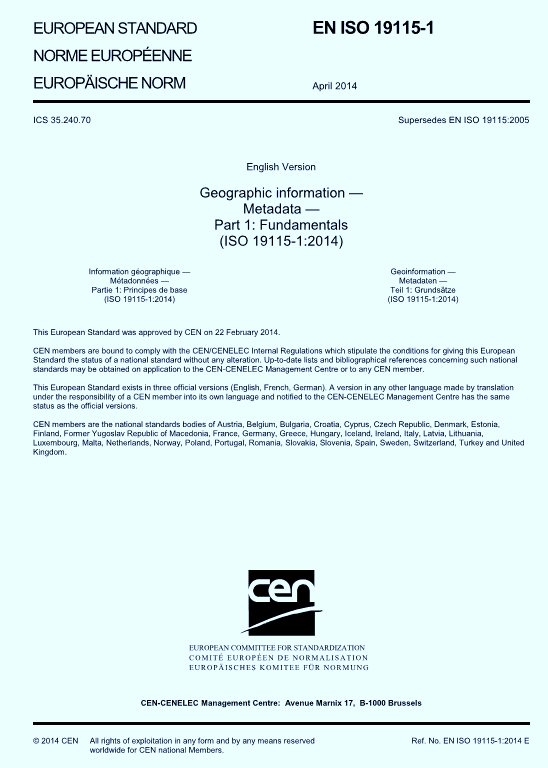 EUROPEAN STANDARD
NORME EUROPÉENNE
EUROPÄISCHE NORM
EN ISO 19115-1
April 2014
ICS 35.240.70
Supersedes EN ISO 19115:2005
English Version
Geographic information —
Metadata —
Part 1: Fundamentals
(ISO 19115-1:2014)
Information géographique —
Métadonnées —
Partie 1: Principes de base
(ISO 19115-1:2014)
Geoinformation —
Metadaten —
Teil 1: Grundsätze
(ISO 19115-1:2014)
This European Standard was approved by CEN on 22 February 2014.
CEN members are bound to comply with the CEN/CENELEC Internal Regulations which stipulate the conditions for giving this European
Standard the status of a national standard without any alteration. Up-to-date lists and bibliographical references concerning such national
standards may be obtained on application to the CEN-CENELEC Management Centre or to any CEN member.
This European Standard exists in three official versions (English, French, German). A version in any other language made by translation
under the responsibility of a CEN member into its own language and notified to the CEN-CENELEC Management Centre has the same
status as the official versions.
CEN members are the national standards bodies of Austria, Belgium, Bulgaria, Croatia, Cyprus, Czech Republic, Denmark, Estonia,
Finland, Former Yugoslav Republic of Macedonia, France, Germany, Greece, Hungary, Iceland, Ireland, Italy, Latvia, Lithuania,
Luxembourg, Malta, Netherlands, Norway, Poland, Portugal, Romania, Slovakia, Slovenia, Spain, Sweden, Switzerland, Turkey and United
Kingdom.
cen
EUROPEAN COMMITTEE FOR STANDARDIZATION
COMITÉ EUROPÉEN DE NORMALISATION
EUROPÄISCHES KOMITEE FÜR NORMUNG
CEN-CENELEC Management Centre: Avenue Marnix 17, B-1000 Brussels
© 2014 CEN
All rights of exploitation in any form and by any means reserved
worldwide for CEN national Members.
Ref. No. EN ISO 19115-1:2014 E